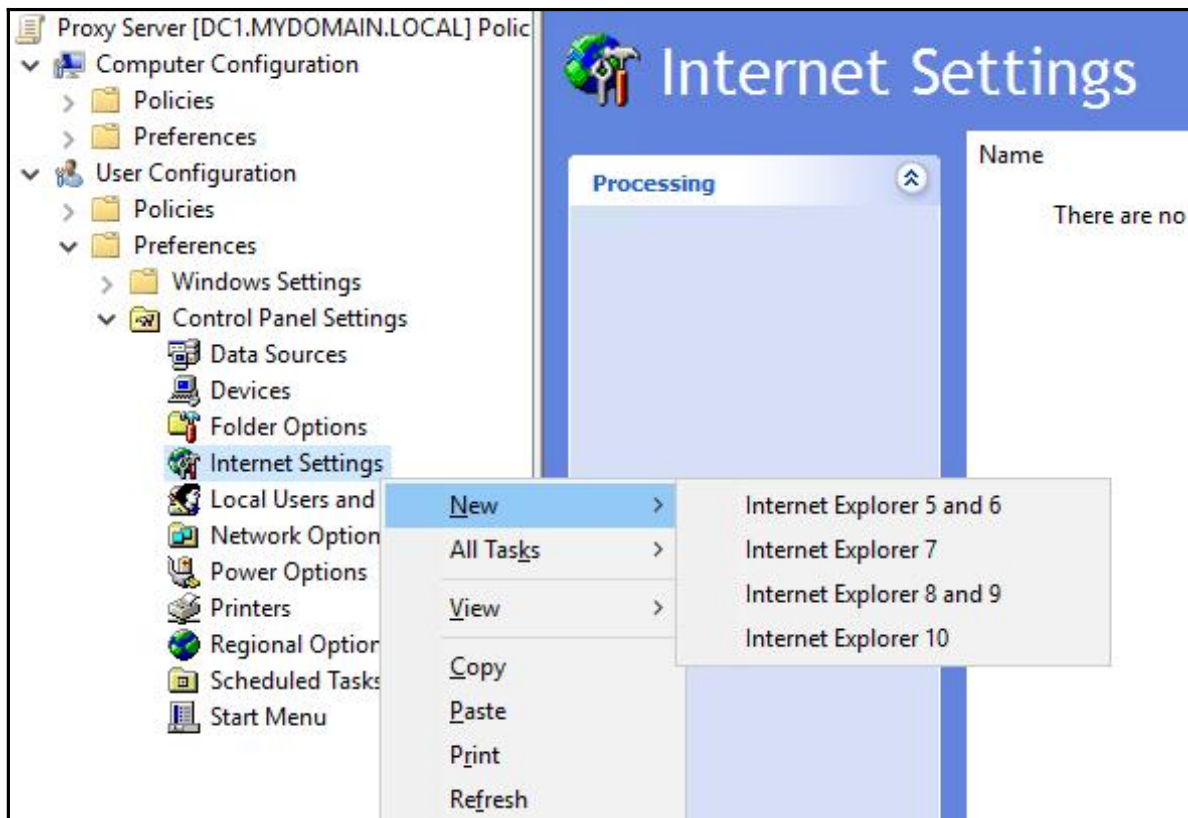 Proxy Server [DC1.MYDOMAIN.LOCAL] Polic
Computer Configuration
Policies
Preferences
User Configuration
Policies
Preferences
Windows Settings
Control Panel Settings
Data Sources
Devices
Folder Options
Internet Settings
Local Users and
Network Option
Power Options
Printers
Regional Option
Scheduled Tasks
Start Menu
Internet Settings
Processing
Name
There are no
New
All Tasks
View
Copy
Paste
Print
Refresh
Internet Explorer 5 and 6
Internet Explorer 7
Internet Explorer 8 and 9
Internet Explorer 10